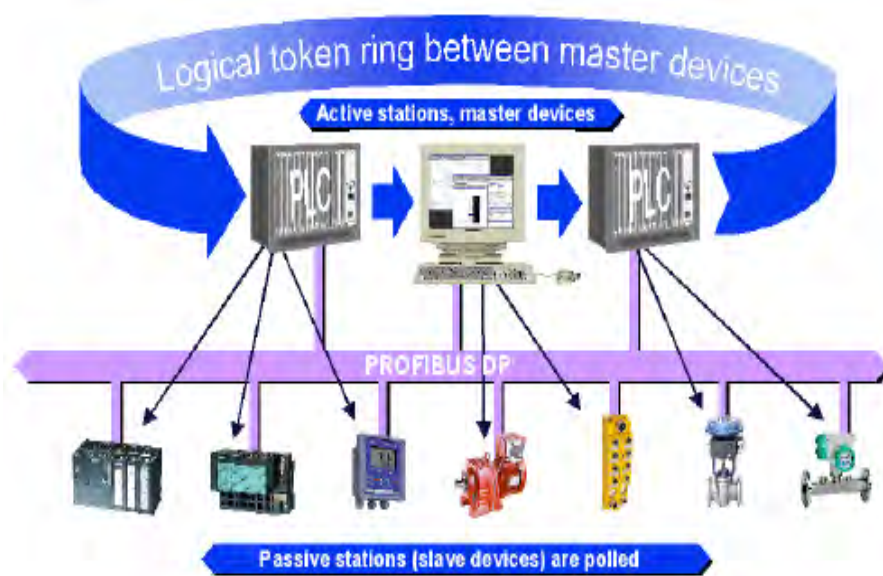 Logical token ring between master devices
Active stations, master devices
PLC
PLC
PROFIBUS DP
Passive stations (slave devices) are polled